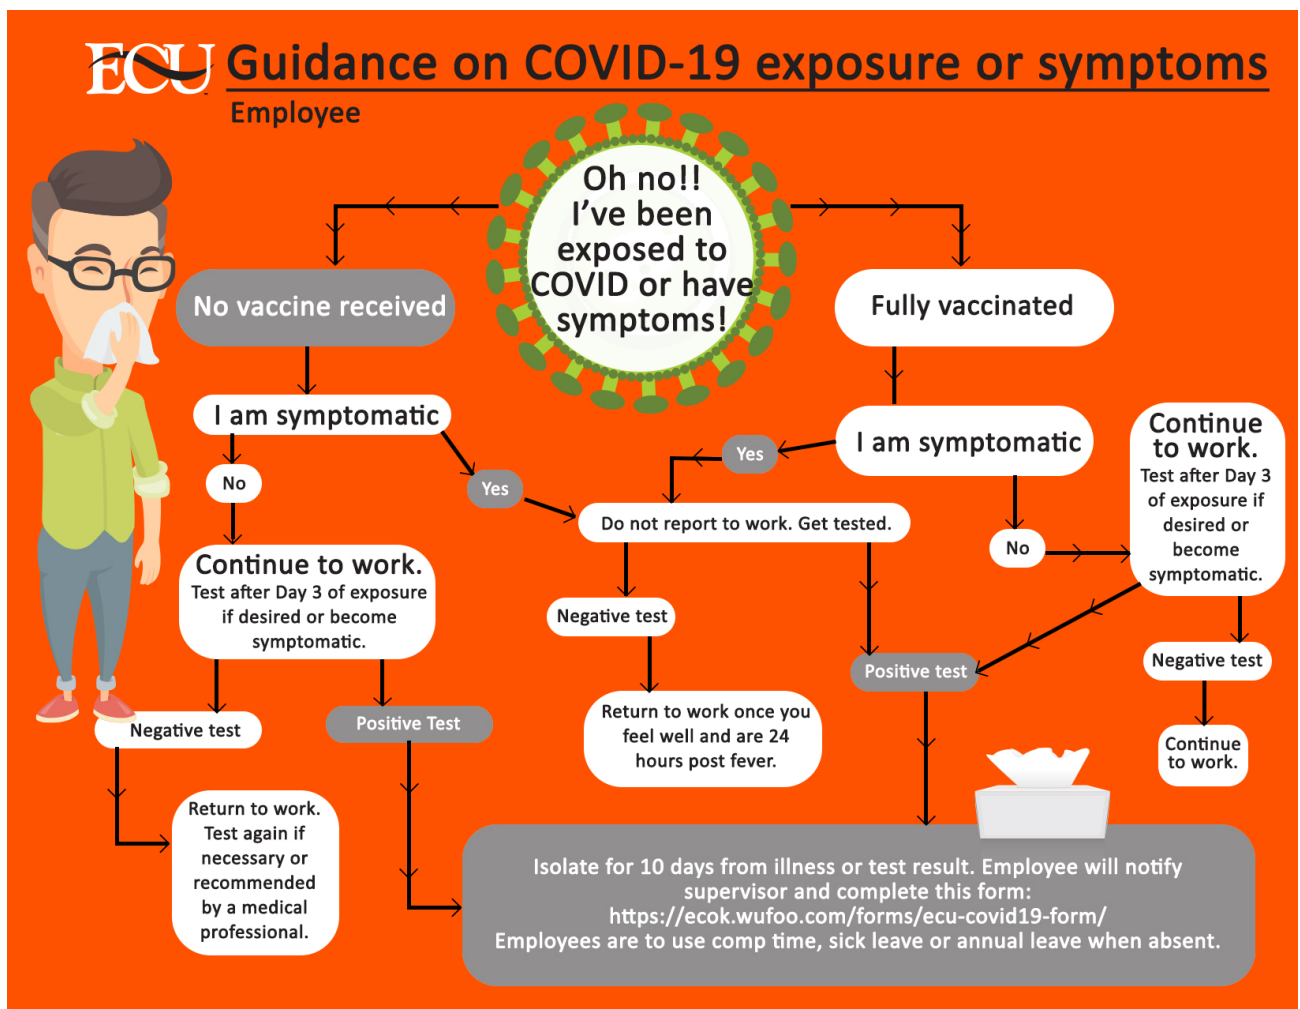 ECU
Guidance on COVID-19 exposure or symptoms
Employee
Oh no!!
I've been
exposed to
COVID or have
symptoms!
No vaccine received
Fully vaccinated
I am symptomatic
No
Yes
Continue to work.
Test after Day 3 of exposure
if desired or become
symptomatic.
Negative test
Positive Test
Return to work.
Test again if
necessary or
recommended
by a medical
professional.
I am symptomatic
Yes
No
Do not report to work. Get tested.
Negative test
Return to work once you
feel well and are 24
hours post fever.
Positive test
Continue
to work.
Test after Day 3
of exposure if
desired or
become
symptomatic.
Negative test
Continue
to work.
Isolate for 10 days from illness or test result. Employee will notify
supervisor and complete this form:
https://ecok.wufoo.com/forms/ecu-covid19-form/
Employees are to use comp time, sick leave or annual leave when absent.